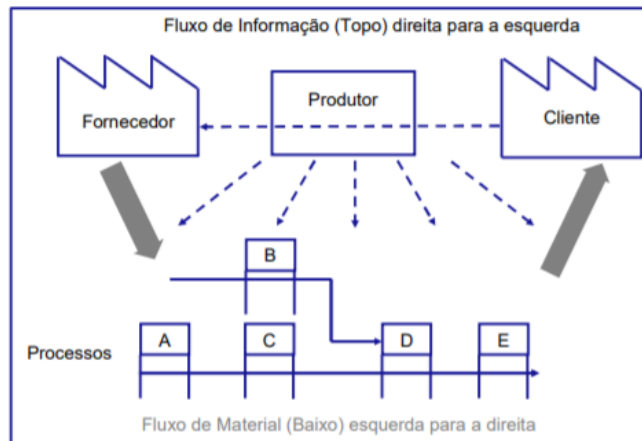 Fluxo de Informação (Topo) direita para a esquerda
Fornecedor
Produtor
Cliente
B
A
C
D
E
Processos
Fluxo de Material (Baixo) esquerda para a direita